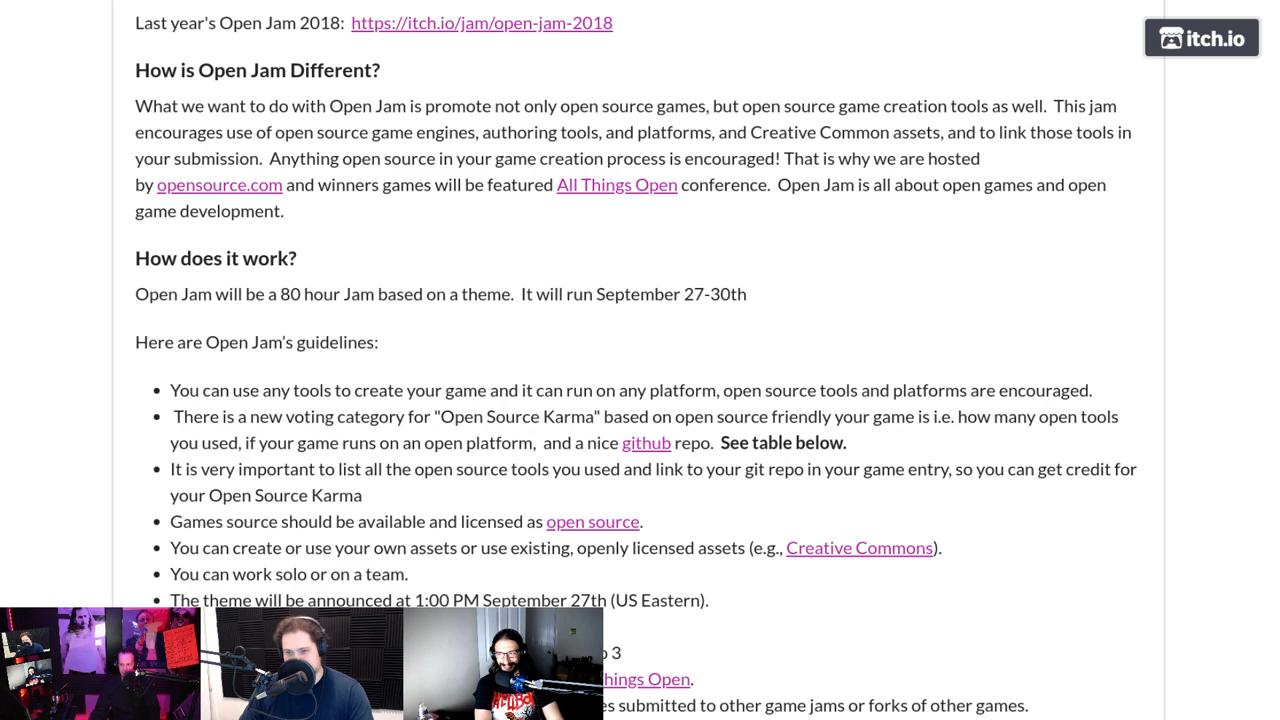 Last year's Open Jam 2018:  https://itch.io/jam/open-jam-2018
itch.io
How is Open Jam Different?
What we want to do with Open Jam is promote not only open source games, but open source game creation tools as well.  This jam
encourages use of open source game engines, authoring tools, and platforms, and Creative Common assets, and to link those tools in
your submission.  Anything open source in your game creation process is encouraged! That is why we are hosted
by opensource.com and winners games will be featured All Things Open conference.  Open Jam is all about open games and open
game development.
How does it work?
Open Jam will be a 80 hour Jam based on a theme.  It will run September 27-30th
Here are Open Jam’s guidelines:
• You can use any tools to create your game and it can run on any platform, open source tools and platforms are encouraged.
• There is a new voting category for "Open Source Karma" based on open source friendly your game is i.e. how many open tools
you used, if your game runs on an open platform,  and a nice github repo.  See table below.
• It is very important to list all the open source tools you used and link to your git repo in your game entry, so you can get credit for
your Open Source Karma
• Games source should be available and licensed as open source.
• You can create or use your own assets or use existing, openly licensed assets (e.g., Creative Commons).
• You can work solo or on a team.
• The theme will be announced at 1:00 PM September 27th (US Eastern).
3
Things Open.
submitted to other game jams or forks of other games.
HELLBOY